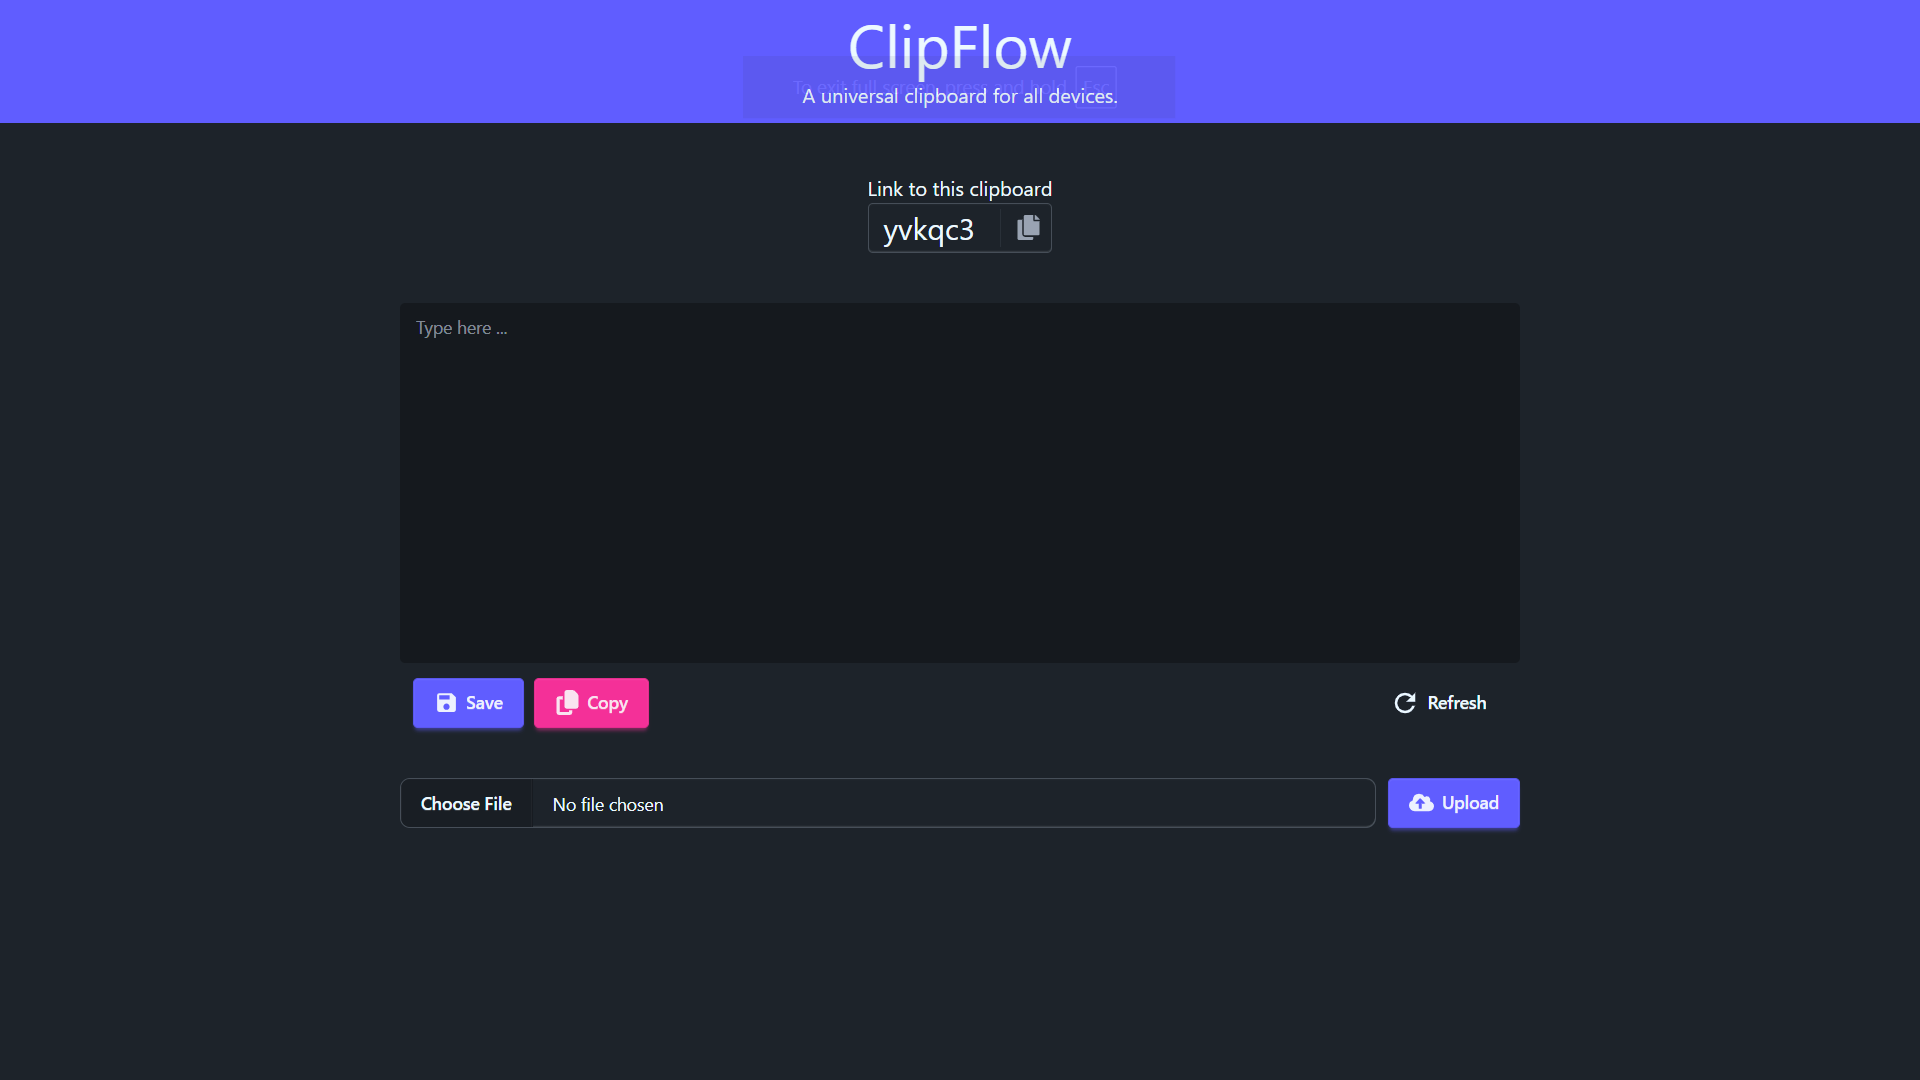 ClipFlow
To exit full screen, press and hold Esc
A universal clipboard for all devices.
Link to this clipboard
yvkqc3
Type here ...
Save
Copy
Refresh
Choose File
No file chosen
Upload